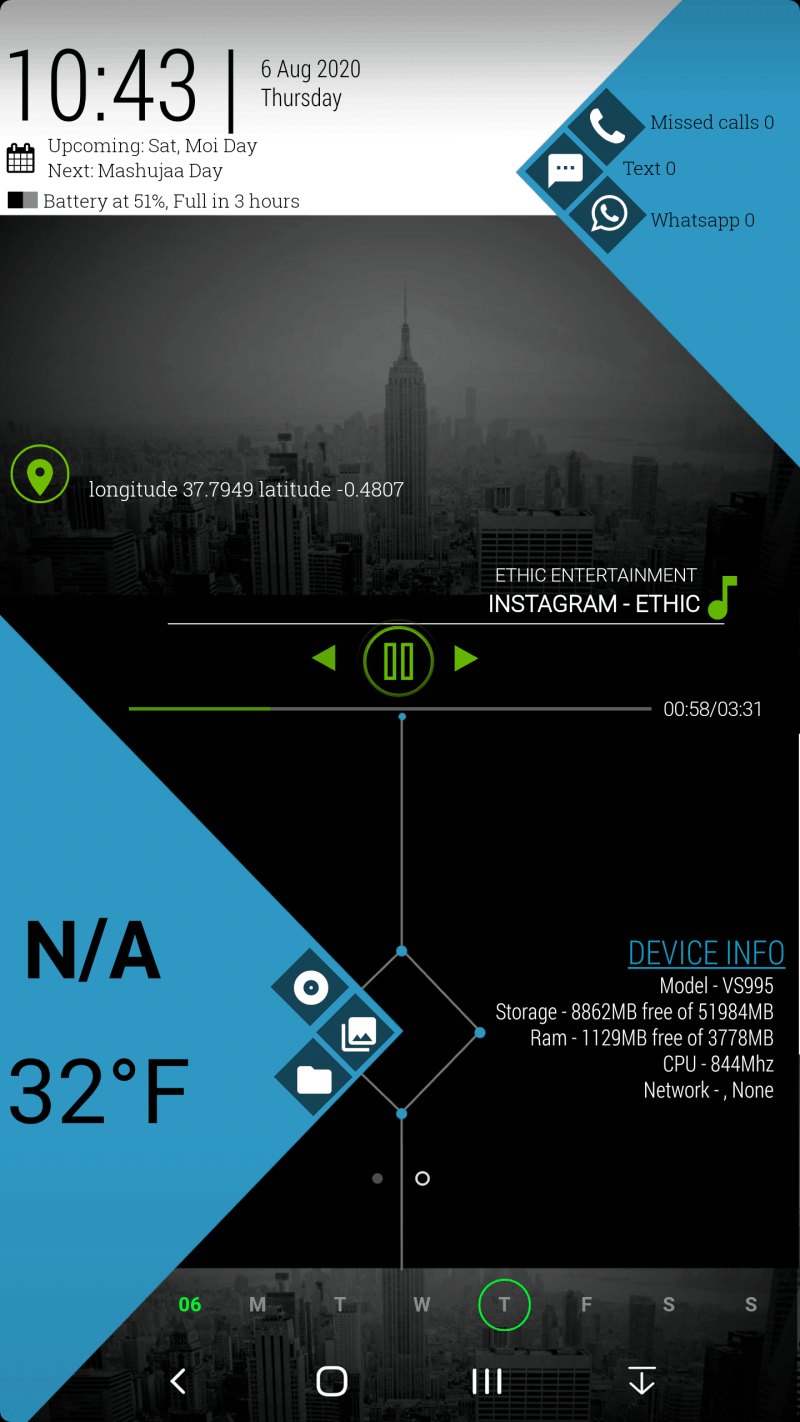 10:43
6 Aug 2020
Thursday
Upcoming: Sat, Moi Day
Next: Mashujaa Day
Battery at 51%, Full in 3 hours
Missed calls 0
Text 0
Whatsapp 0
longitude 37.7949 latitude -0.4807
ETHIC ENTERTAINMENT
INSTAGRAM - ETHIC
00:58/03:31
N/A
32°F
DEVICE INFO
Model - VS995
Storage - 8862MB free of 51984MB
Ram - 1129MB free of 3778MB
CPU - 844Mhz
Network - , None
06 M T W T F S S